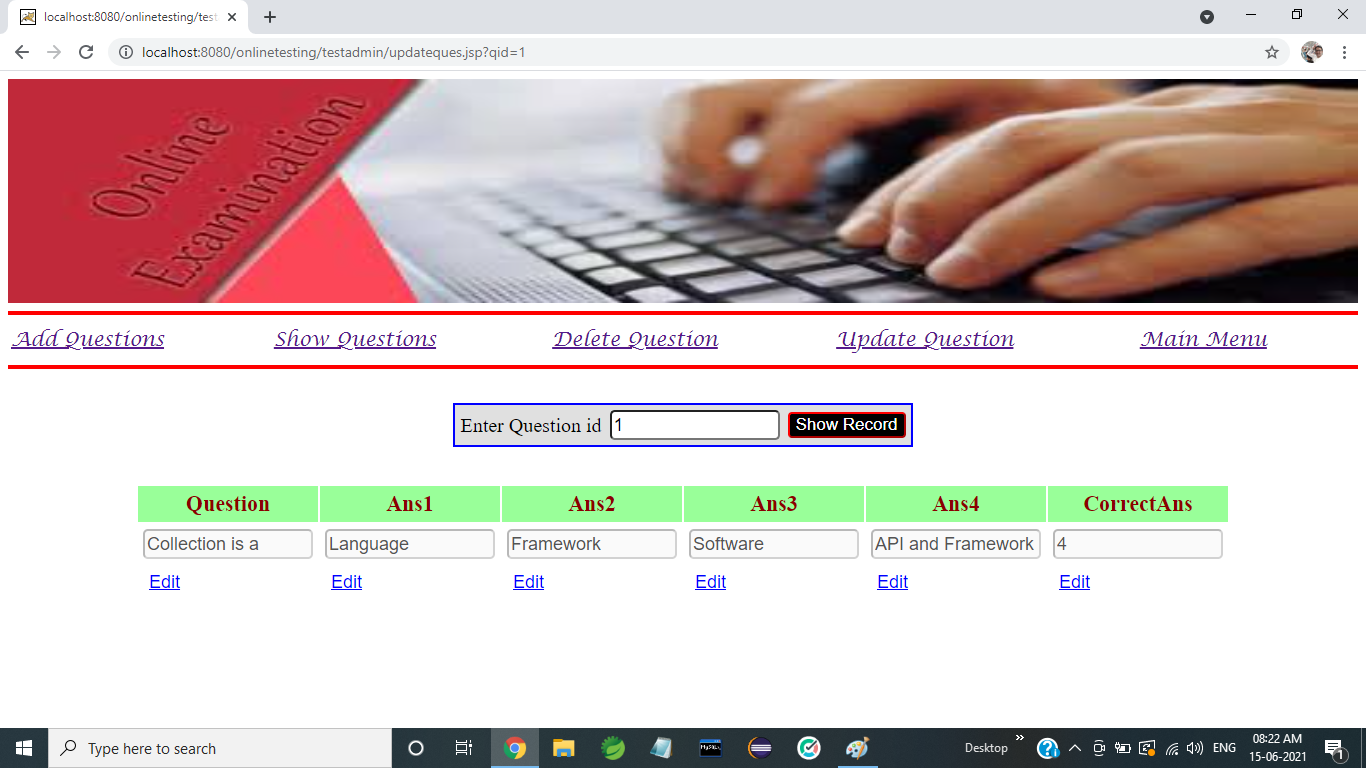 localhost:8080/onlinetesting/test
localhost:8080/onlinetesting/testadmin/updateques.jsp?qid=1
Online
Examination
Add Questions Show Questions Delete Question Update Question Main Menu
Enter Question id 1 Show Record
Question Ans1 Ans2 Ans3 Ans4 CorrectAns
Collection is a Language Framework Software API and Framework 4
Edit Edit Edit Edit Edit Edit
Type here to search
MySQL
Desktop
ENG
08:22 AM
15-06-2021
1